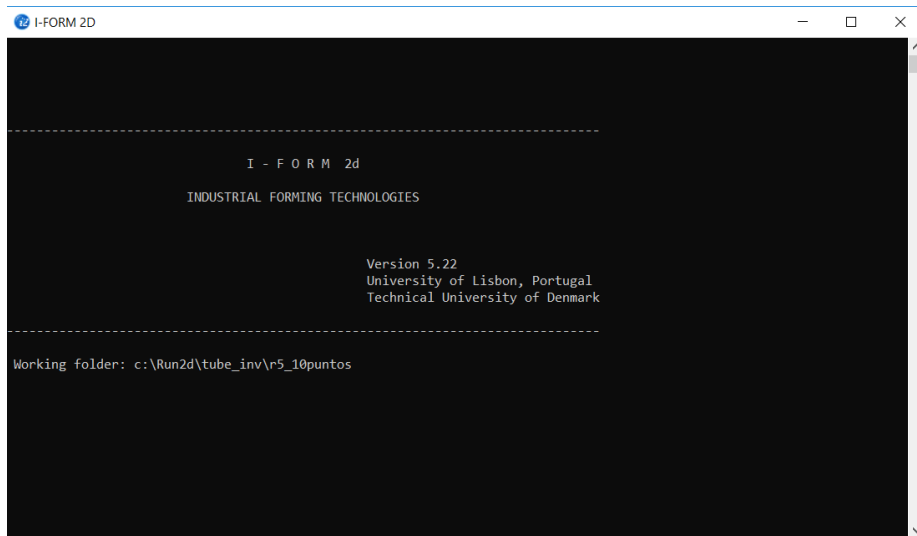 I-FORM 2D
--------------------------------------------------------------------------------
I - F O R M 2d
INDUSTRIAL FORMING TECHNOLOGIES
Version 5.22
University of Lisbon, Portugal
Technical University of Denmark
--------------------------------------------------------------------------------
Working folder: c:\Run2d\tube_inv\r5_10puntos